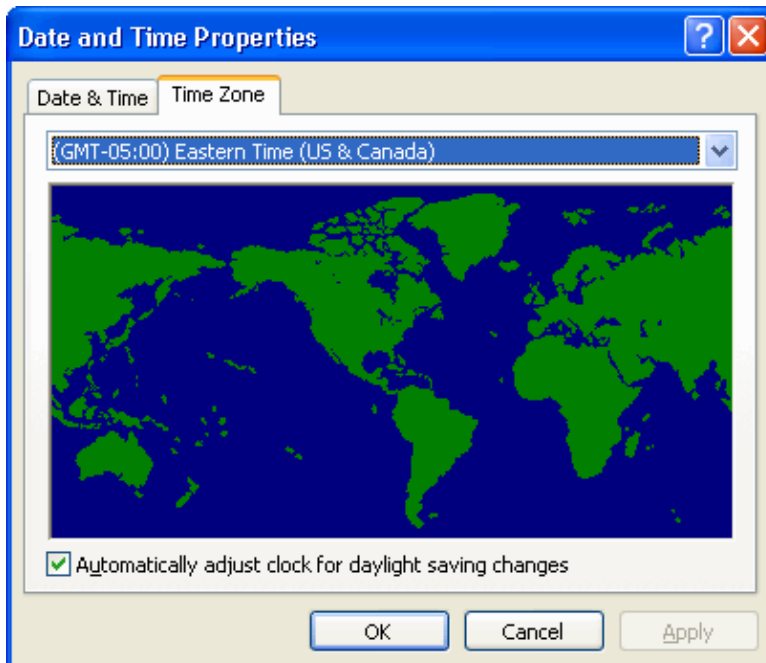 Date and Time Properties
Date & Time
Time Zone
(GMT-05:00) Eastern Time (US & Canada)
Automatically adjust clock for daylight saving changes
OK
Cancel
Apply